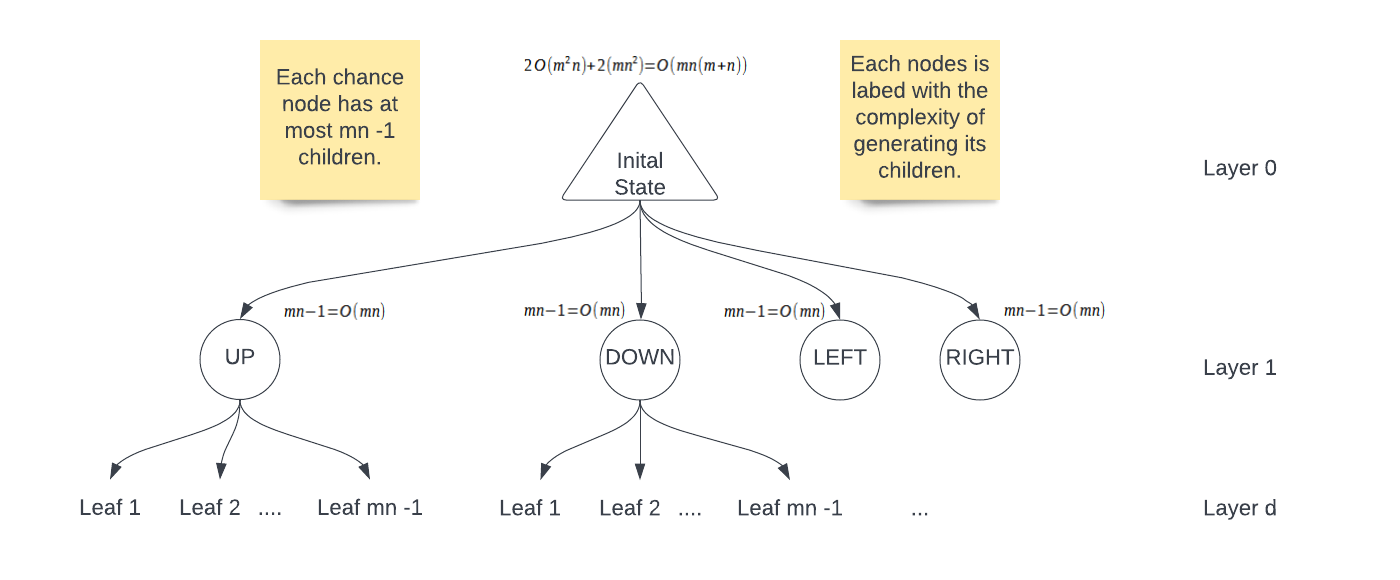 Each chance
node has at
most mn -1
children.
2O(m²n)+2(mn²)=O(mn(m+n))
Each nodes is
labed with the
complexity of
generating its
children.
Inital
State
Layer 0
mn−1=O(mn)
mn−1=O(mn)
mn−1=O(mn)
mn−1=O(mn)
UP
DOWN
LEFT
RIGHT
Layer 1
Leaf 1
Leaf 2
....
Leaf mn -1
Leaf 1
Leaf 2
....
Leaf mn -1
...
Layer d